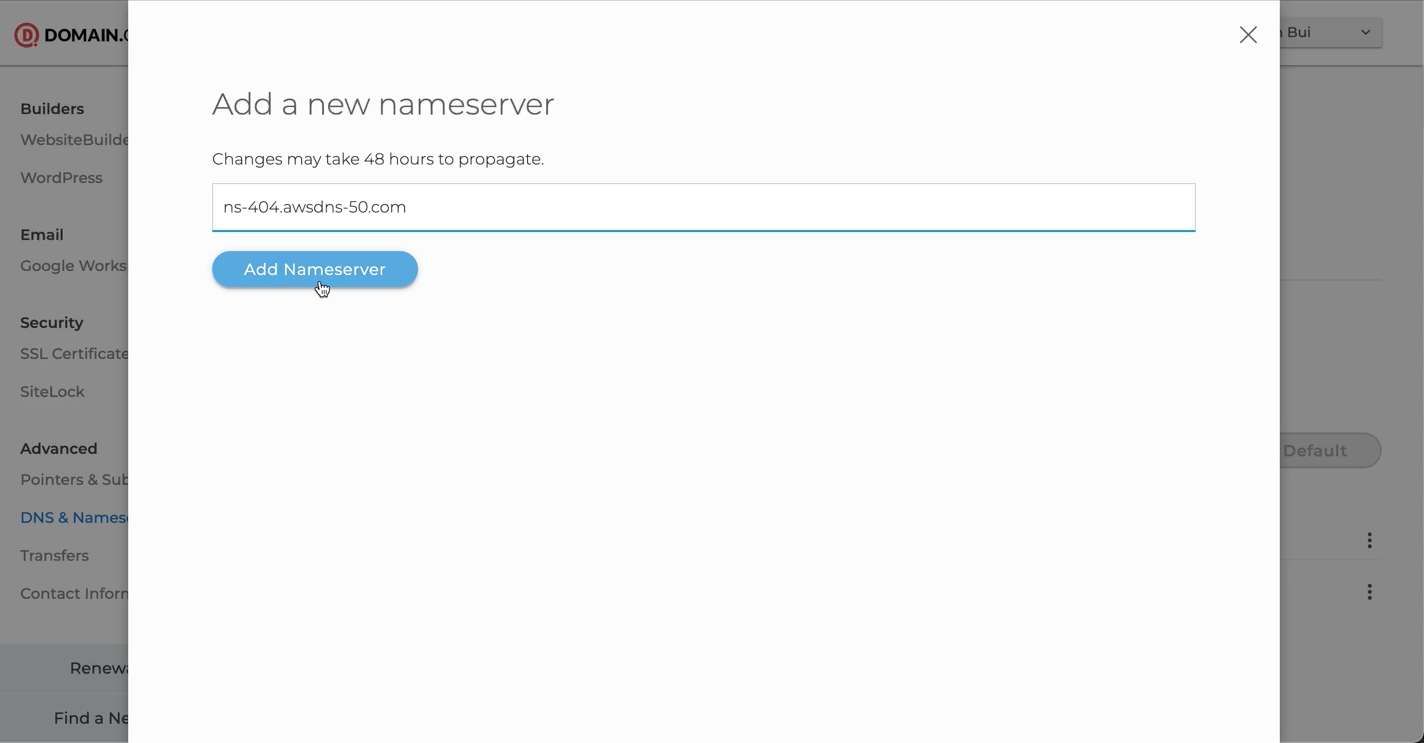 DOMAIN.
Bui
Builders
WebsiteBuilde
WordPress
Email
Google Works
Security
SSL Certificate
SiteLock
Advanced
Pointers & Sub
DNS & Namese
Transfers
Contact Inforn
Renewa
Find a Ne
Add a new nameserver
Changes may take 48 hours to propagate.
ns-404.awsdns-50.com
Add Nameserver
Default